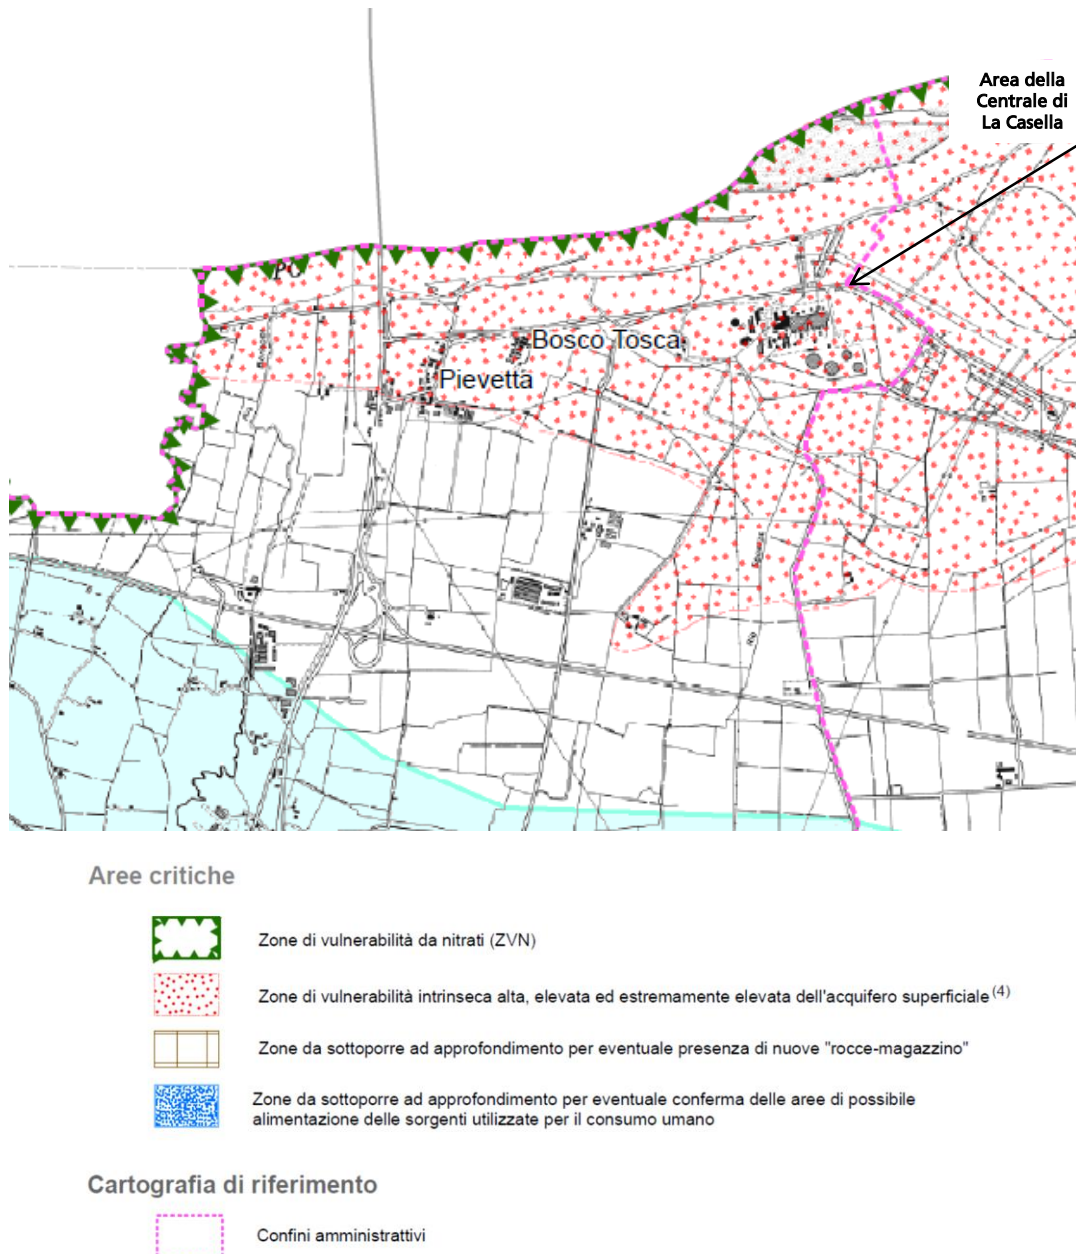 Area della
Centrale di
La Casella
PO
Bosco Tosca
Pievetta
Rio
Aree critiche
Zone di vulnerabilità da nitrati (ZVN)
Zone di vulnerabilità intrinseca alta, elevata ed estremamente elevata dell'acquifero superficiale (4)
Zone da sottoporre ad approfondimento per eventuale presenza di nuove "rocce-magazzino"
Zone da sottoporre ad approfondimento per eventuale conferma delle aree di possibile
alimentazione delle sorgenti utilizzate per il consumo umano
Cartografia di riferimento
Confini amministrativi